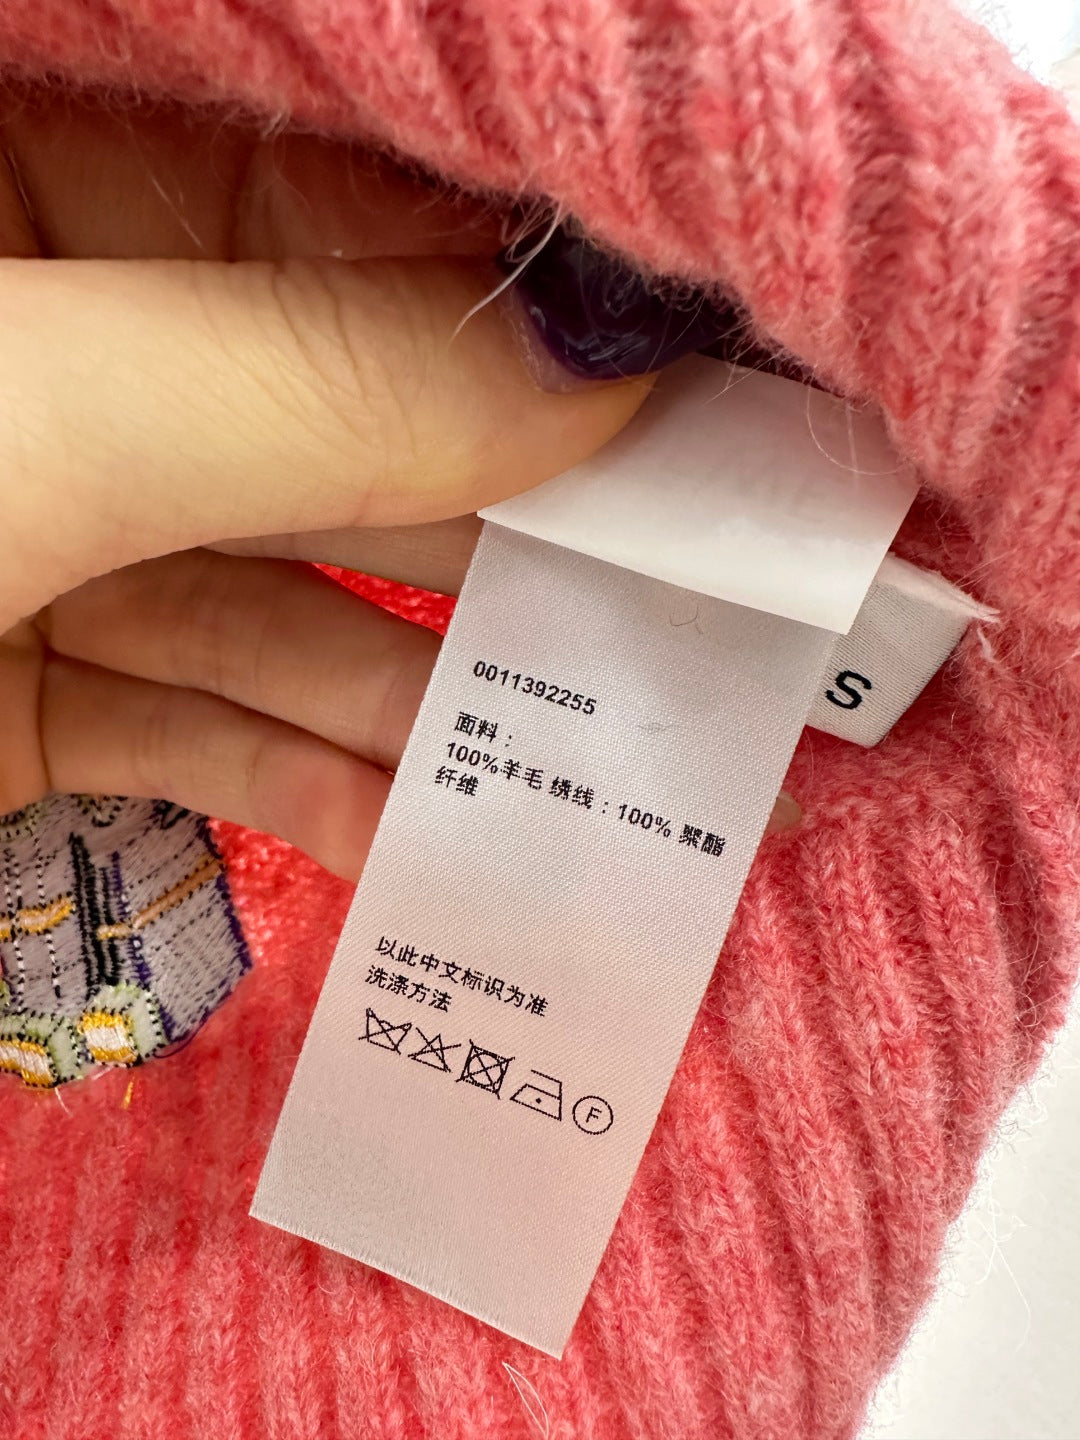 0011392255
面料：
100%羊毛 绣线：100% 聚酯
纤维
S
以此中文标识为准
洗涤方法
F